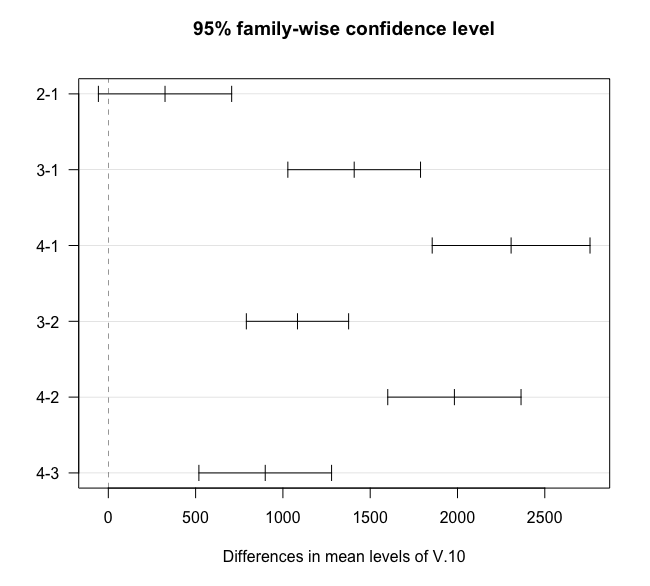 95% family-wise confidence level
2-1
3-1
4-1
3-2
4-2
4-3
0 500 1000 1500 2000 2500
Differences in mean levels of V.10